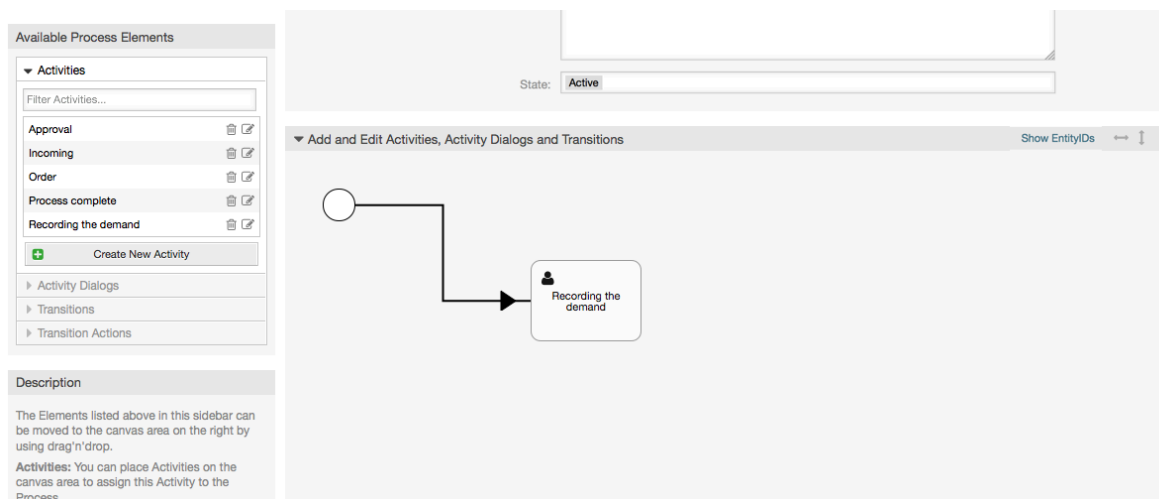 Available Process Elements
Activities
Filter Activities...
Approval
Incoming
Order
Process complete
Recording the demand
Create New Activity
Activity Dialogs
Transitions
Transition Actions
Description
The Elements listed above in this sidebar can
be moved to the canvas area on the right by
using drag'n'drop.
Activities: You can place Activities on the
canvas area to assign this Activity to the
Process.
State: Active
Add and Edit Activities, Activity Dialogs and Transitions
Show EntityIDs
Recording the
demand